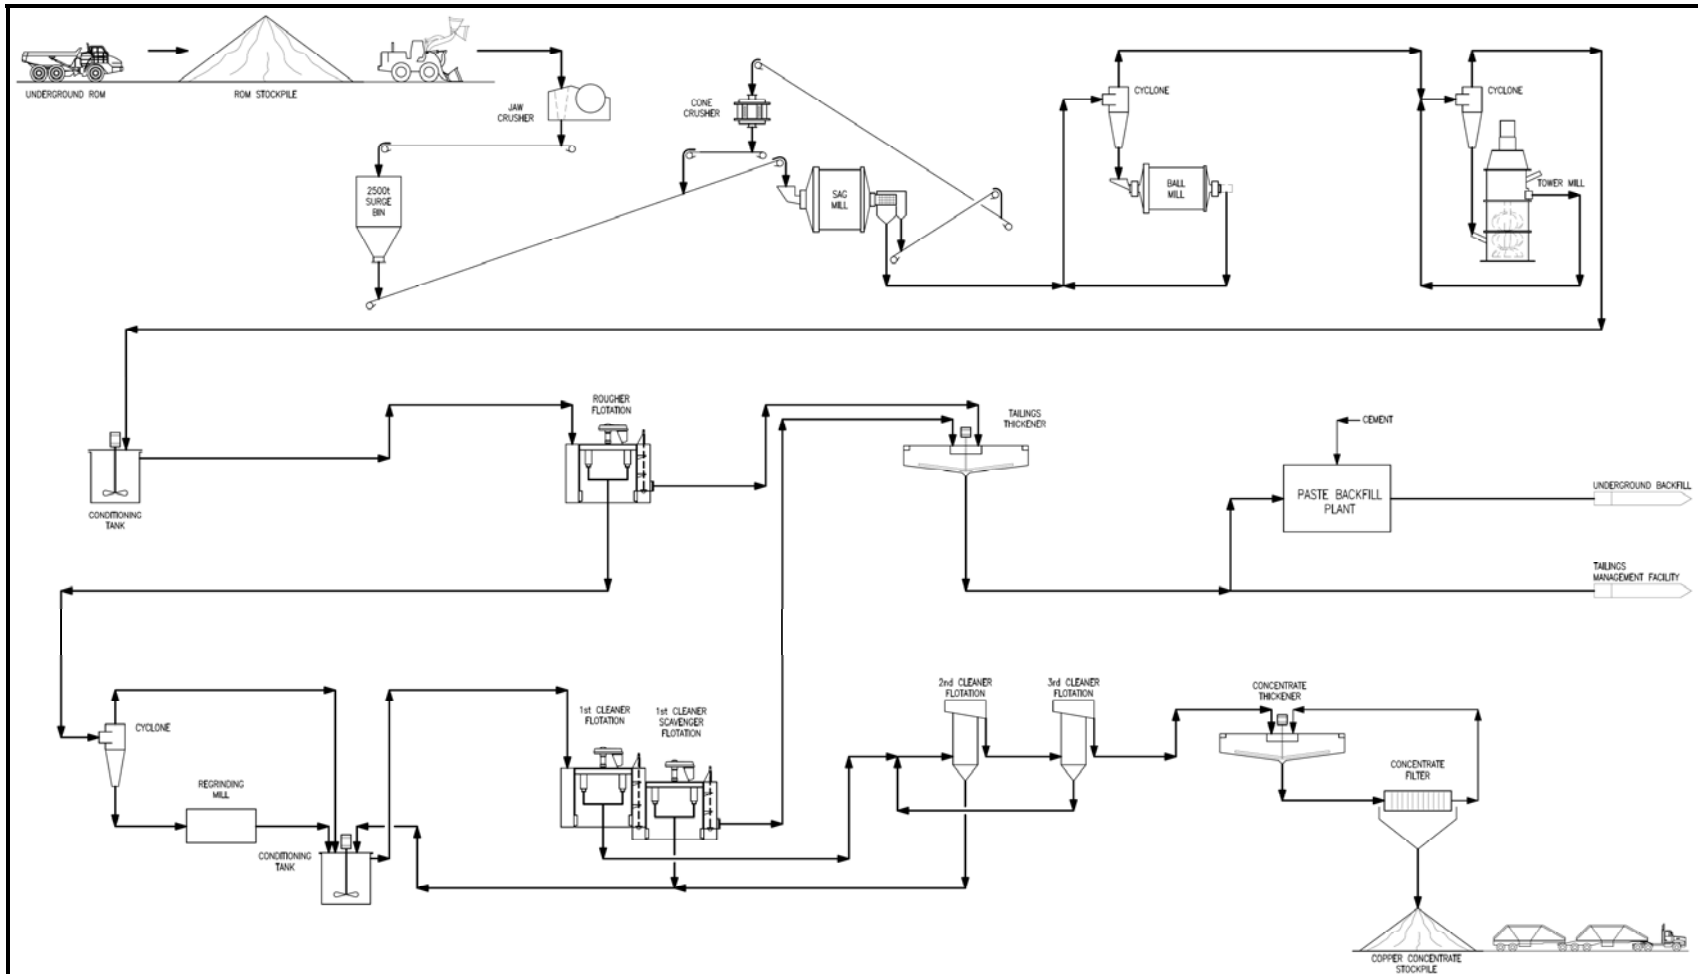 UNDERGROUND ROM
ROM STOCKPILE
JAW
CRUSHER
CONE
CRUSHER
CYCLONE
CYCLONE
2500t
SURGE
BIN
SAG
MILL
BALL
MILL
TOWER MILL
ROUGHER
FLOTATION
TAILINGS
THICKENER
CEMENT
CONDITIONING
TANK
PASTE BACKFILL
PLANT
UNDERGROUND BACKFILL
TAILINGS
MANAGEMENT FACILITY
CYCLONE
REGRINDING
MILL
CONDITIONING
TANK
1st CLEANER
FLOTATION
1st CLEANER
SCAVENGER
FLOTATION
2nd CLEANER
FLOTATION
3rd CLEANER
FLOTATION
CONCENTRATE
THICKENER
CONCENTRATE
FILTER
COPPER CONCENTRATE
STOCKPILE